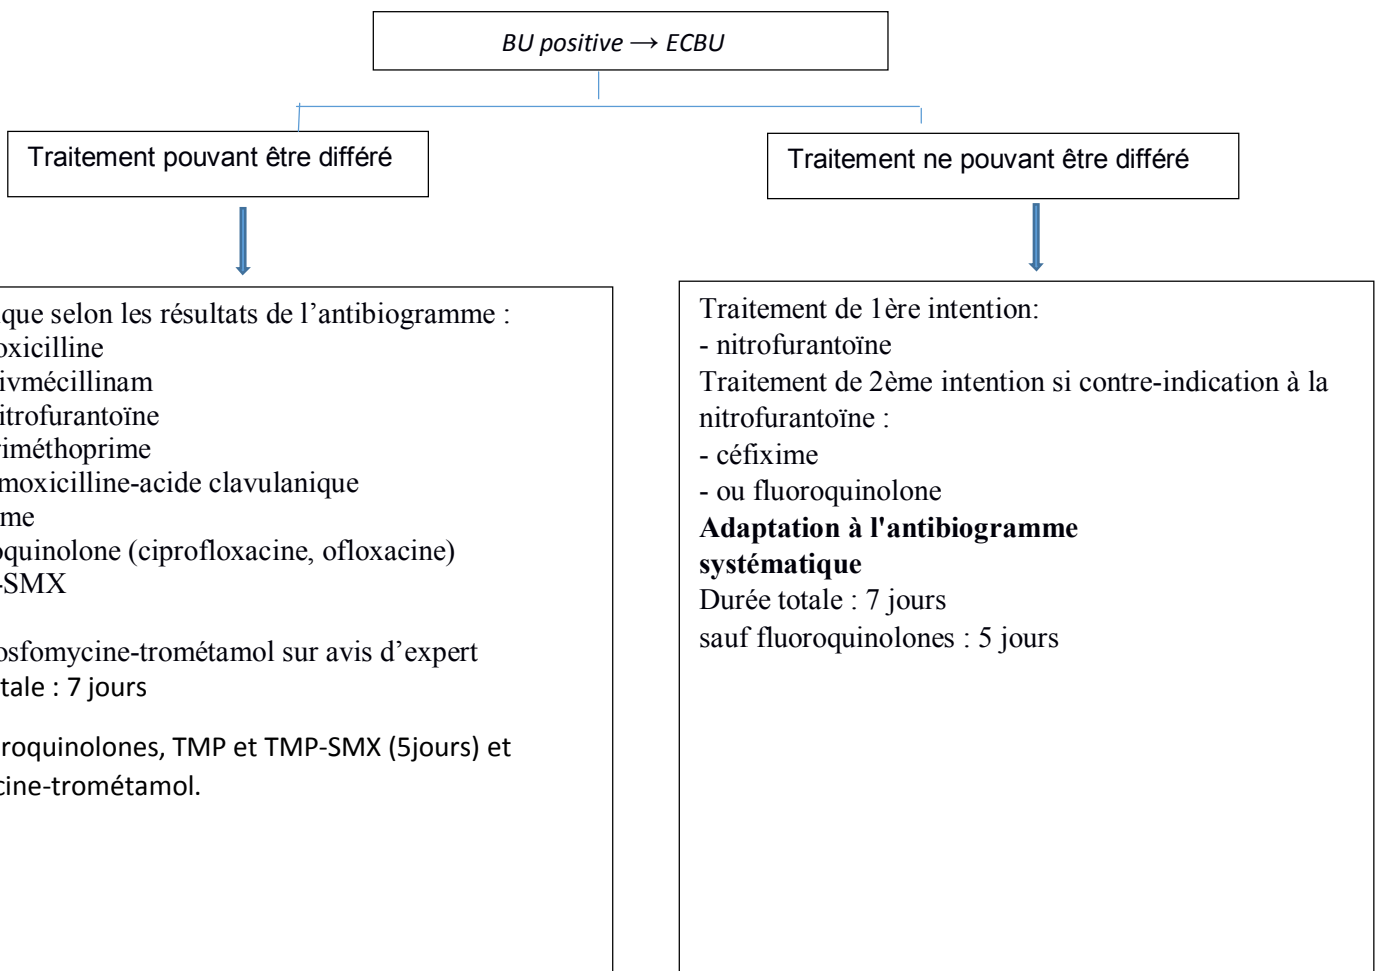 BU positive → ECBU
Traitement pouvant être différé
Traitement ne pouvant être différé
que selon les résultats de l’antibiogramme :
oxicilline
ivmécillinam
itrofurantoïne
riméthoprime
moxicilline-acide clavulanique
me
oquinolone (ciprofloxacine, ofloxacine)
-SMX
osfomycine-trométamol sur avis d’expert
tale : 7 jours
roquinolones, TMP et TMP-SMX (5jours) et
cine-trométamol.
Traitement de 1ère intention:
- nitrofurantoïne
Traitement de 2ème intention si contre-indication à la
nitrofurantoïne :
- céfixime
- ou fluoroquinolone
Adaptation à l'antibiogramme
systématique
Durée totale : 7 jours
sauf fluoroquinolones : 5 jours